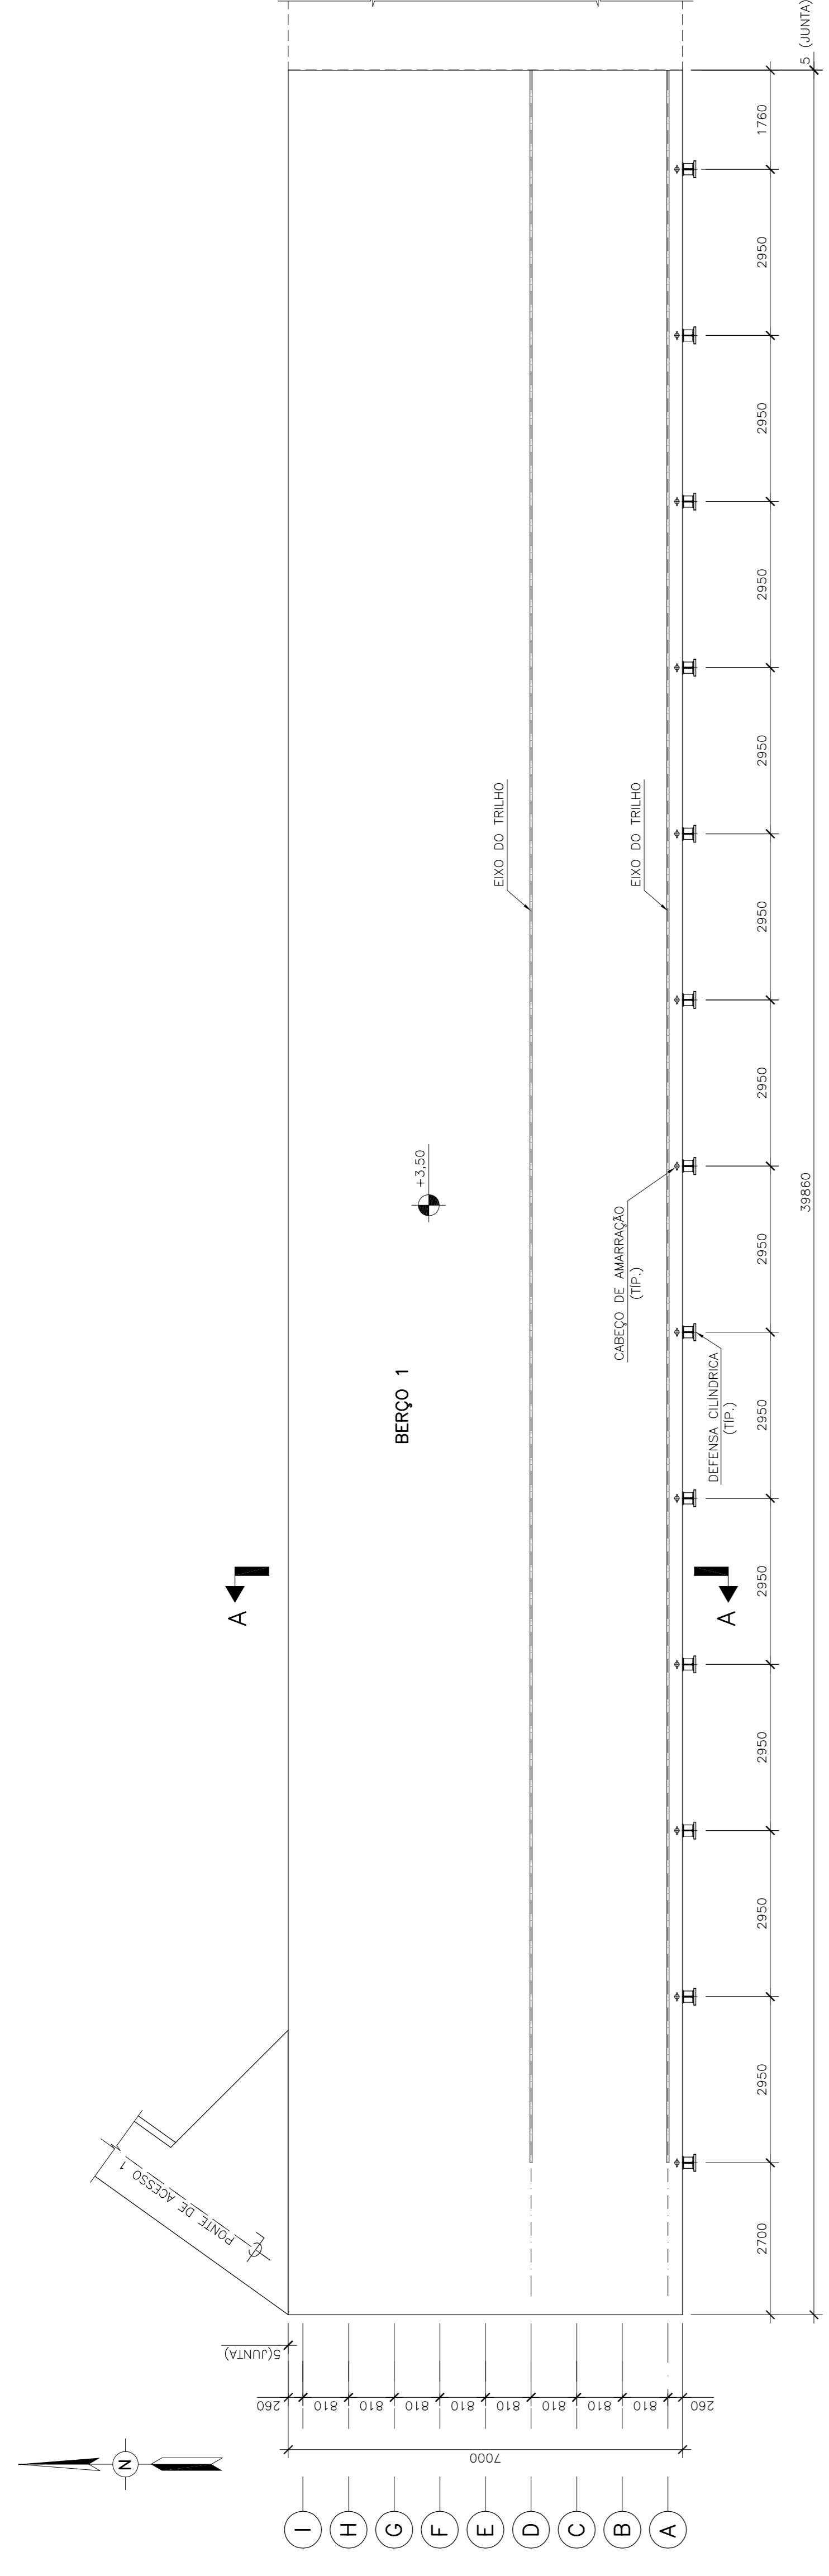 5 (JUNTA)
1760
2950
2950
2950
2950
2950
2950
2950
2950
2950
2950
2950
2950
2700
39860
EIXO DO TRILHO
EIXO DO TRILHO
+3,50
CABEÇO DE AMARRAÇÃO
(TÍP.)
BERÇO 1
DEFENSA CILÍNDRICA
(TÍP.)
A
A
PONTE DE ACESSO 1
5(JUNTA)
260
810
810
810
810
810
810
810
810
260
7000
N
I
H
G
F
E
D
C
B
A